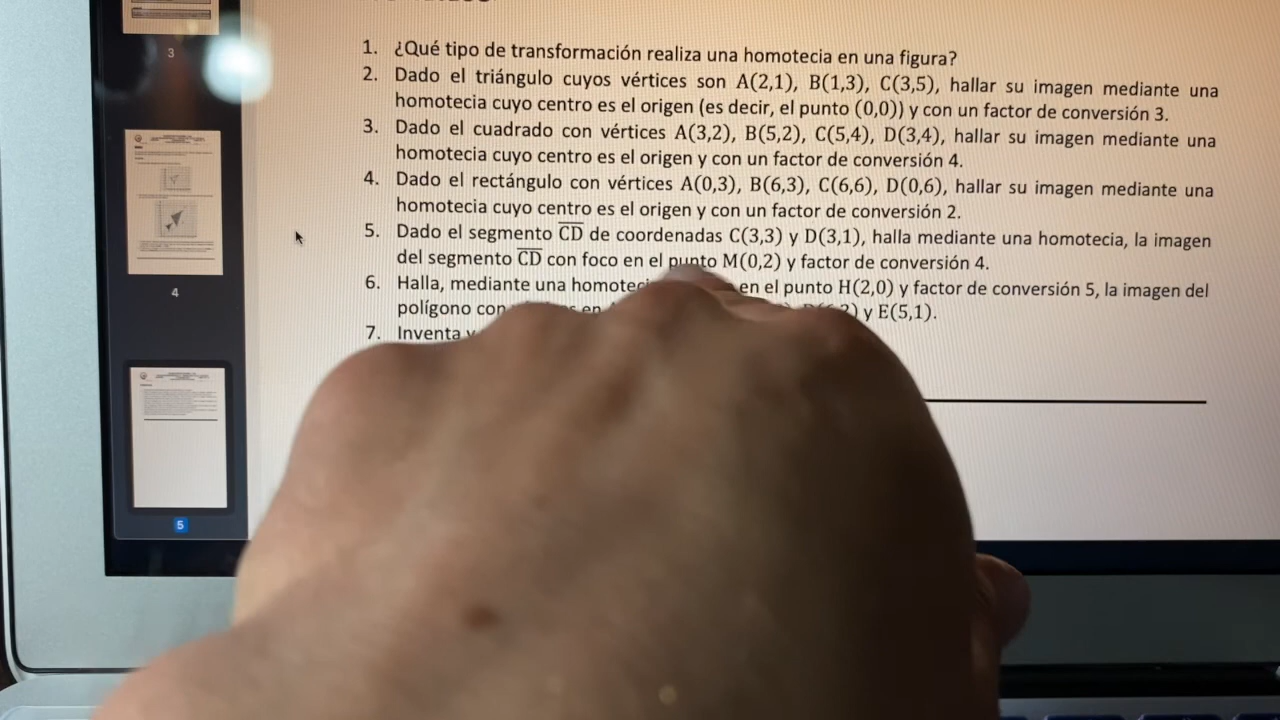 3
4
5
1. ¿Qué tipo de transformación realiza una homotecia en una figura?
2. Dado el triángulo cuyos vértices son A(2,1), B(1,3), C(3,5), hallar su imagen mediante una
homotecia cuyo centro es el origen (es decir, el punto (0,0)) y con un factor de conversión 3.
3. Dado el cuadrado con vértices A(3,2), B(5,2), C(5,4), D(3,4), hallar su imagen mediante una
homotecia cuyo centro es el origen y con un factor de conversión 4.
4. Dado el rectángulo con vértices A(0,3), B(6,3), C(6,6), D(0,6), hallar su imagen mediante una
homotecia cuyo centro es el origen y con un factor de conversión 2.
5. Dado el segmento C̅D̅ de coordenadas C(3,3) y D(3,1), halla mediante una homotecia, la imagen
del segmento C̅D̅ con foco en el punto M(0,2) y factor de conversión 4.
6. Halla, mediante una en el punto H(2,0) y factor de conversión 5, la imagen del
polígono con y E(5,1).
7. Inventa